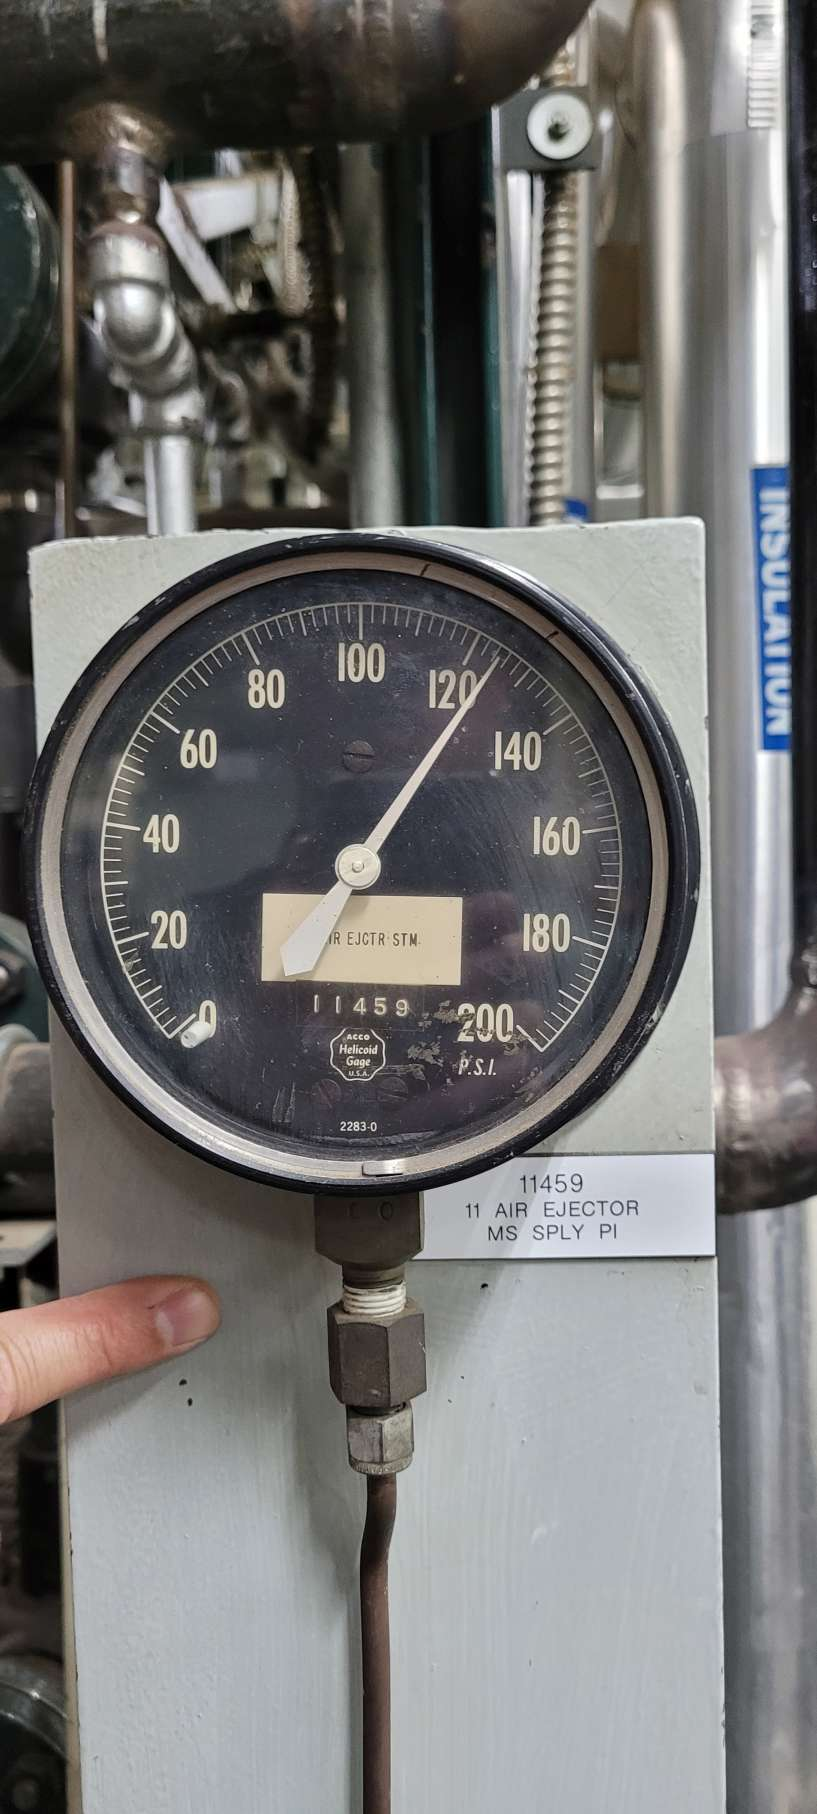 INSULATION
100
80
120
60
140
40
160
20
180
0
200
P.S.I.
IR EJCTR STM
11459
ACCO
Helicoid
Gage
U.S.A.
2283-0
11459
11 AIR EJECTOR
MS SPLY PI